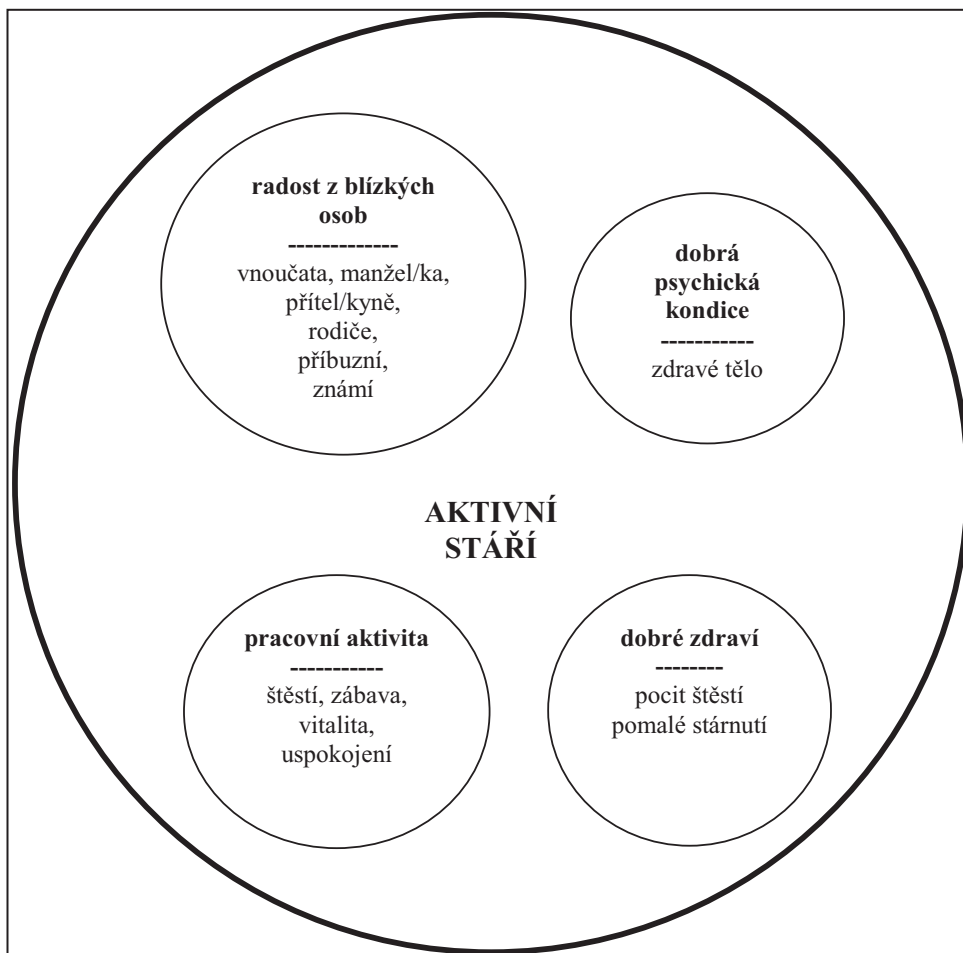 radost z blízkých
osob
-------------
vnoučata, manžel/ka,
přítel/kyně,
rodiče,
příbuzní,
známí
dobrá
psychická
kondice
-----------
zdravé tělo
AKTIVNÍ
STÁŘÍ
pracovní aktivita
-----------
štěstí, zábava,
vitalita,
uspokojení
dobré zdraví
--------
pocit štěstí
pomalé stárnutí